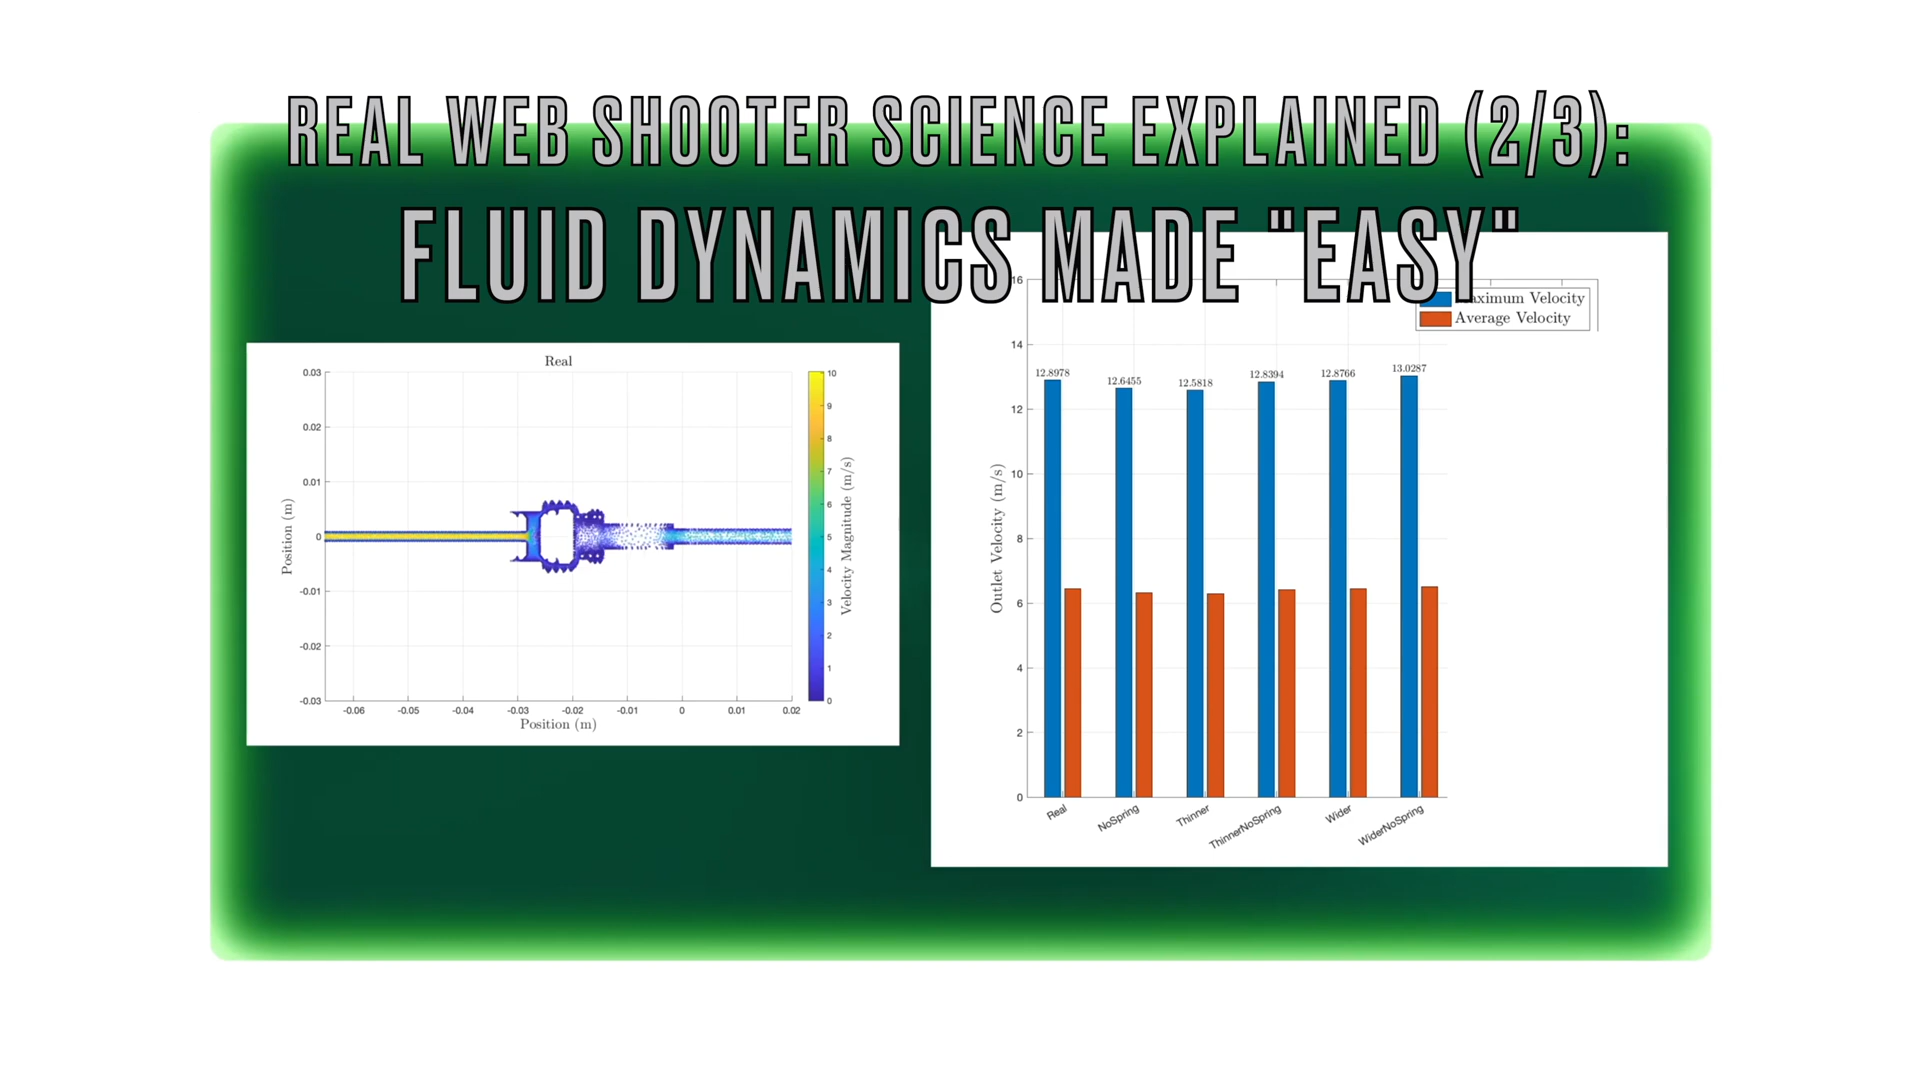 REAL WEB SHOOTER SCIENCE EXPLAINED (2/3):
FLUID DYNAMICS MADE "EASY"
Real
0.03
0.02
0.01
0
-0.01
-0.02
-0.03
Position (m)
-0.06 -0.05 -0.04 -0.03 -0.02 -0.01 0 0.01 0.02
Position (m)
10
9
8
7
6
5
4
3
2
1
0
Velocity Magnitude (m/s)
16
14
12
10
8
6
4
2
0
Outlet Velocity (m/s)
Velocity
Average Velocity
12.8978 12.6455 12.5818 12.8394 12.8766 13.0287
Real NoSpring Thinner ThinnerNoSpring Wider WiderNoSpring